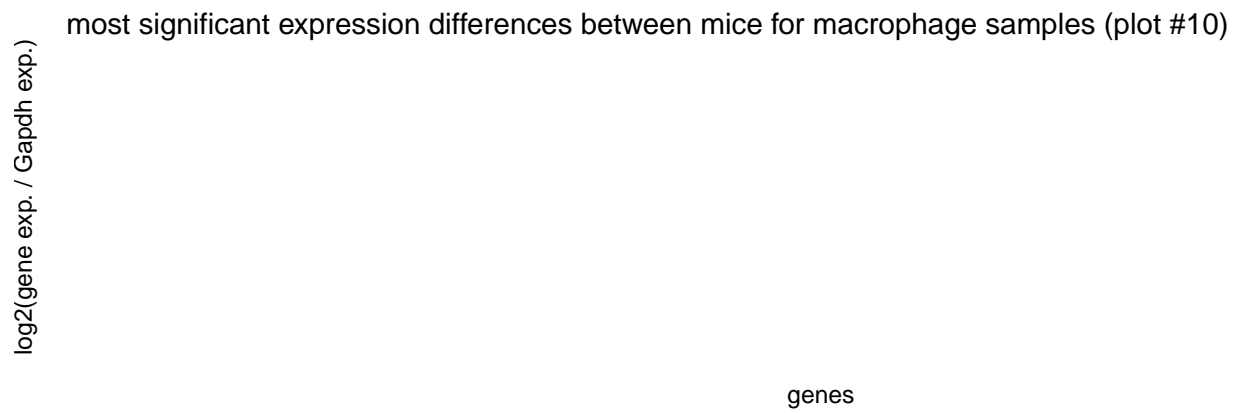 most significant expression differences between mice for macrophage samples (plot #10)
log2(gene exp. / Gapdh exp.)
genes